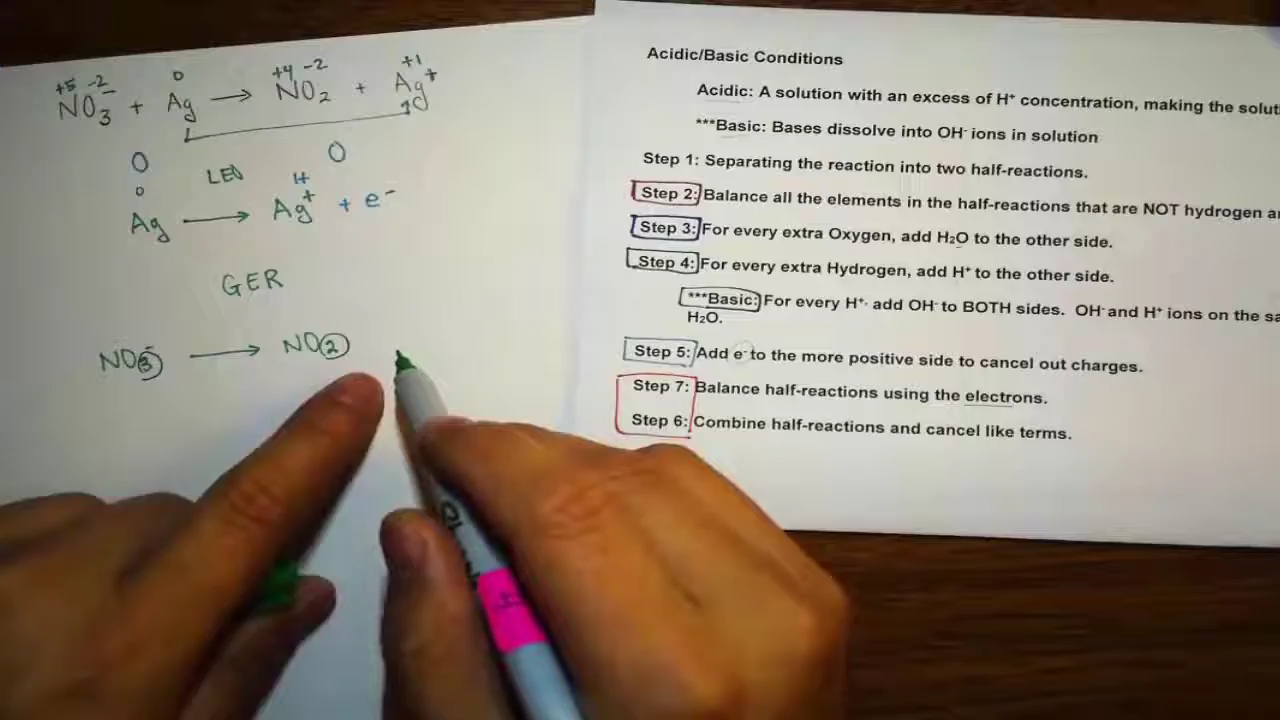 +5 -2 0 +4 -2 +1
NO₃⁻ + Ag → NO₂ + Ag⁺
O O
0 LEO H
Ag → Ag⁺ + e⁻
GER
NO₃⁻ → NO₂
Acidic/Basic Conditions
Acidic: A solution with an excess of H⁺ concentration, making the
***Basic: Bases dissolve into OH⁻ ions in solution
Step 1: Separating the reaction into two half-reactions.
Step 2: Balance all the elements in the half-reactions that are NOT hydrogen
Step 3: For every extra Oxygen, add H₂O to the other side.
Step 4: For every extra Hydrogen, add H⁺ to the other side.
***Basic: For every H⁺ add OH⁻ to BOTH sides. OH⁻ and H⁺ ions on the
H₂O.
Step 5: Add e⁻ to the more positive side to cancel out charges.
Step 7: Balance half-reactions using the electrons.
Step 6: Combine half-reactions and cancel like terms.